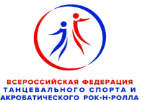 ВСЕРОССИЙСКАЯ ФЕДЕРАЦИЯ
ТАНЦЕВАЛЬНОГО СПОРТА И
АКРОБАТИЧЕСКОГО РОК-Н-РОЛЛА